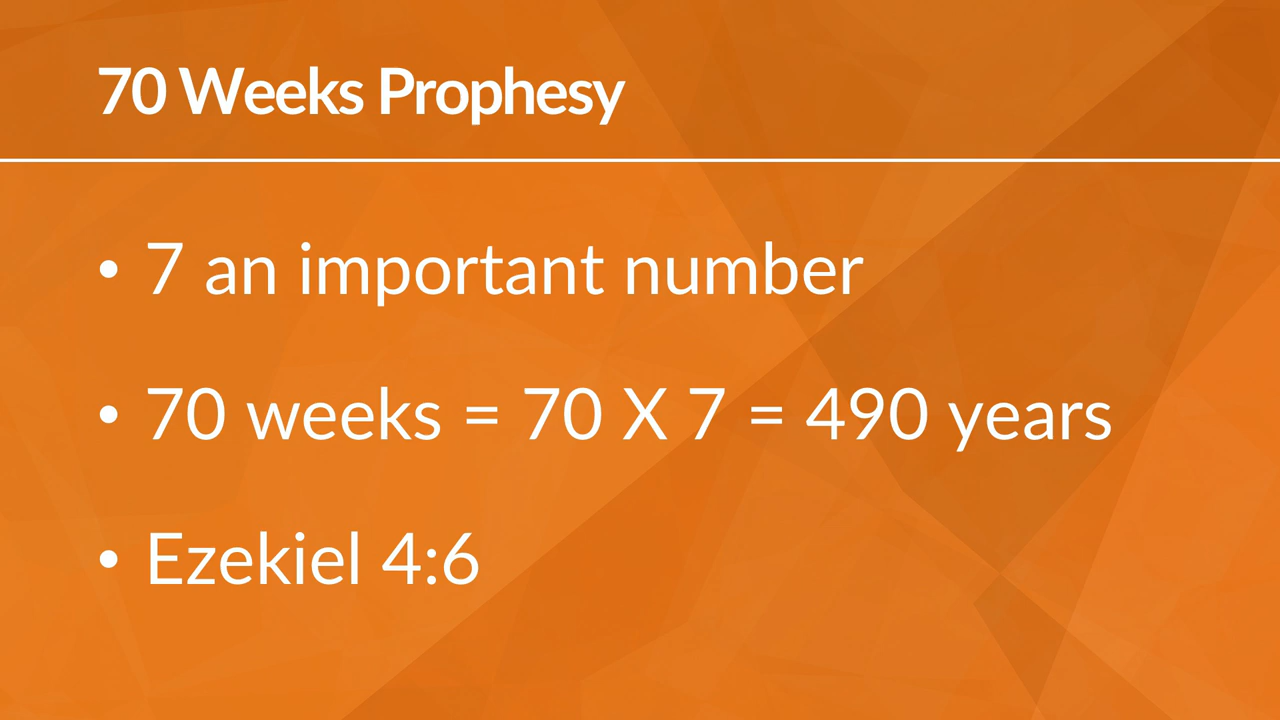 70 Weeks Prophesy
• 7 an important number
• 70 weeks = 70 X 7 = 490 years
• Ezekiel 4:6